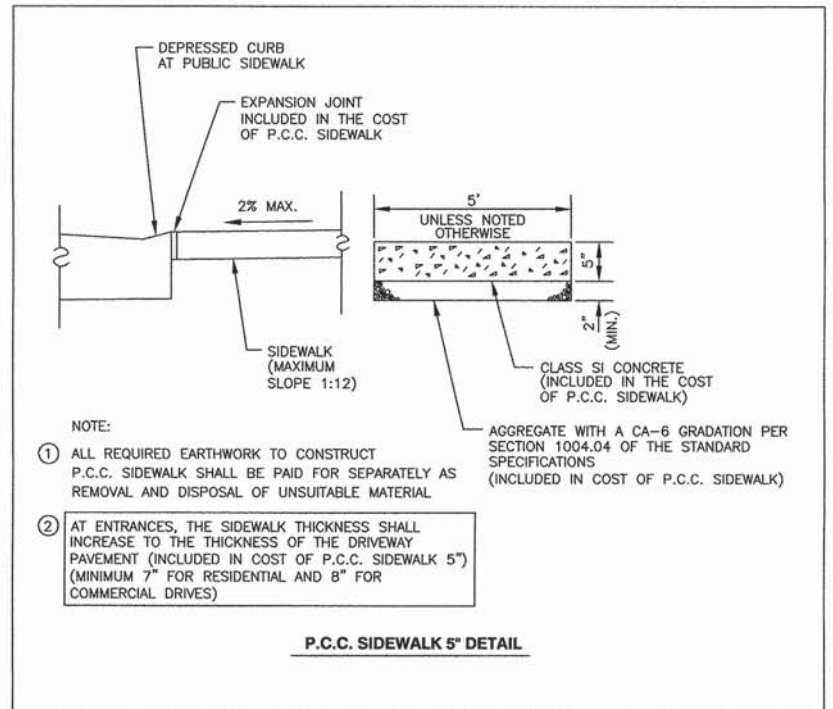 DEPRESSED CURB
AT PUBLIC SIDEWALK
EXPANSION JOINT
INCLUDED IN THE COST
OF P.C.C. SIDEWALK
2% MAX.
5'
UNLESS NOTED
OTHERWISE
5"
2"
(MIN.)
SIDEWALK
(MAXIMUM
SLOPE 1:12)
CLASS SI CONCRETE
(INCLUDED IN THE COST
OF P.C.C. SIDEWALK)
AGGREGATE WITH A CA-6 GRADATION PER
SECTION 1004.04 OF THE STANDARD
SPECIFICATIONS
(INCLUDED IN COST OF P.C.C. SIDEWALK)
NOTE:
1 ALL REQUIRED EARTHWORK TO CONSTRUCT
P.C.C. SIDEWALK SHALL BE PAID FOR SEPARATELY AS
REMOVAL AND DISPOSAL OF UNSUITABLE MATERIAL
2 AT ENTRANCES, THE SIDEWALK THICKNESS SHALL
INCREASE TO THE THICKNESS OF THE DRIVEWAY
PAVEMENT (INCLUDED IN COST OF P.C.C. SIDEWALK 5")
(MINIMUM 7" FOR RESIDENTIAL AND 8" FOR
COMMERCIAL DRIVES)
P.C.C. SIDEWALK 5" DETAIL